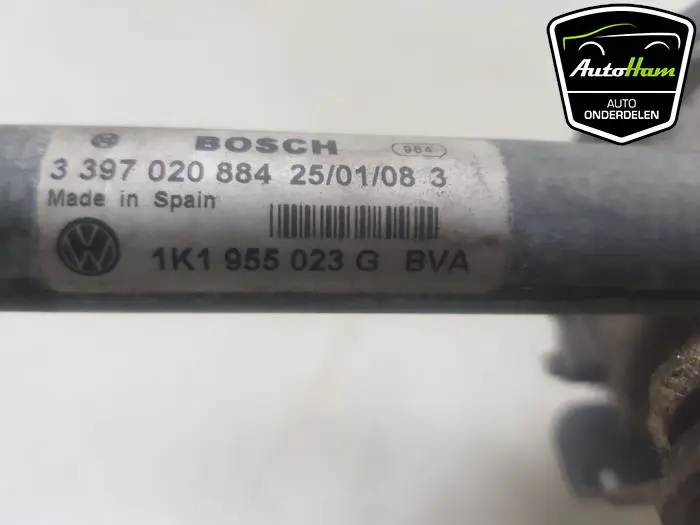 AutoHam
AUTO
ONDERDELEN
BOSCH 964
3 397 020 884 25/01/08 3
Made in Spain
1K1 955 023 G BVA